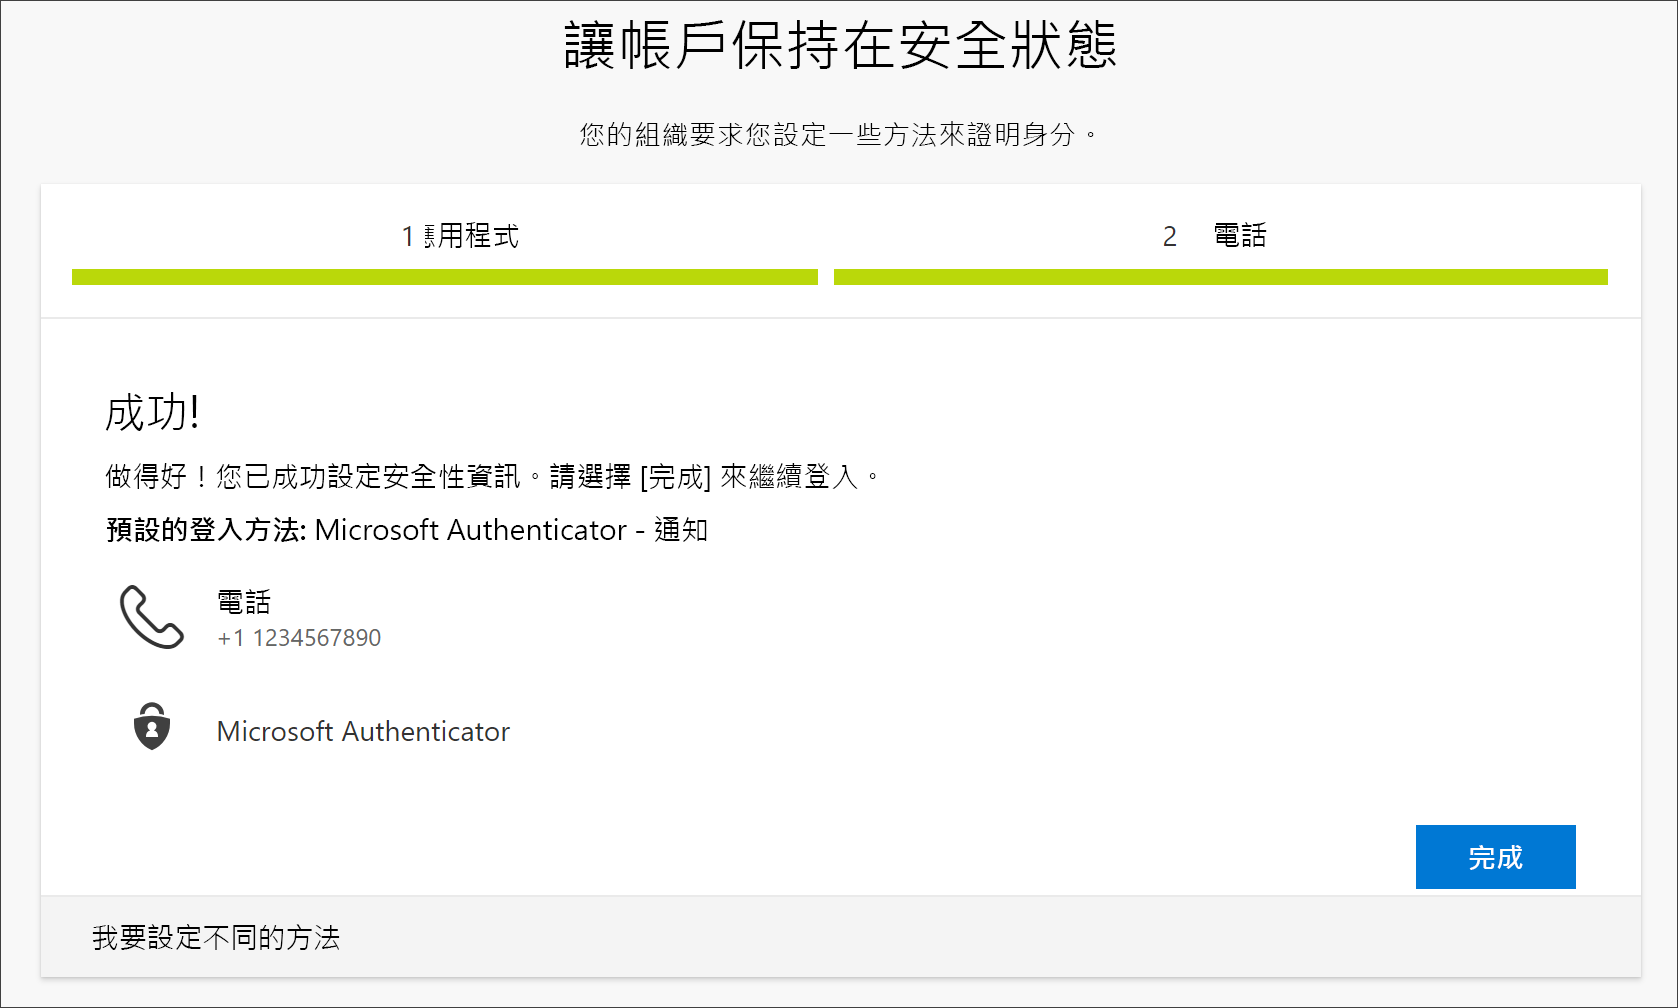 讓帳戶保持在安全狀態
您的組織要求您設定一些方法來證明身分。
1 應用程式
2 電話
成功!
做得好！您已成功設定安全性資訊。請選擇 [完成] 來繼續登入。
預設的登入方法: Microsoft Authenticator - 通知
電話
+1 1234567890
Microsoft Authenticator
完成
我要設定不同的方法